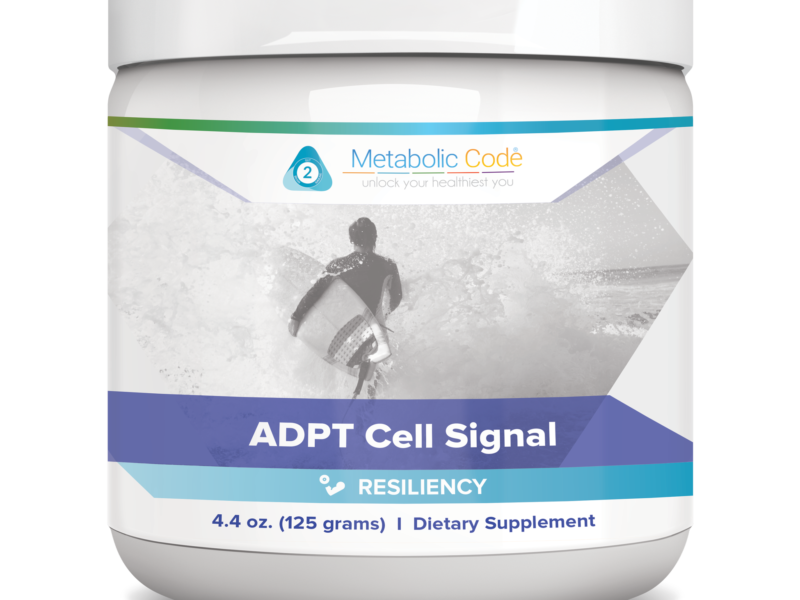 2
Metabolic Code®
unlock your healthiest you
ADPT Cell Signal
RESILIENCY
4.4 oz. (125 grams) | Dietary Supplement